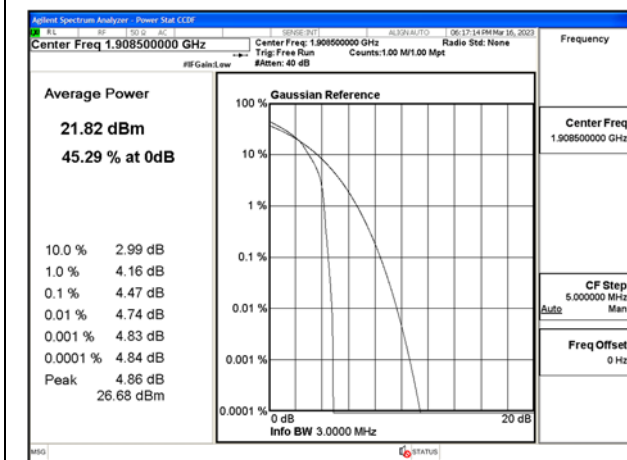 Agilent Spectrum Analyzer - Power Stat CCDF
RL RF 50 Ω AC SENSE:INT ALIGN AUTO 06:17:14 PM Mar 16, 2023
Center Freq 1.908500000 GHz
Center Freq: 1.908500000 GHz Radio Std: None
Trig: Free Run Counts:1.00 M/1.00 Mpt
#IFGain:Low #Atten: 40 dB
Frequency
Average Power
21.82 dBm
45.29 % at 0dB
10.0 % 2.99 dB
1.0 % 4.16 dB
0.1 % 4.47 dB
0.01 % 4.74 dB
0.001 % 4.83 dB
0.0001 % 4.84 dB
Peak 4.86 dB
26.68 dBm
Gaussian Reference
100 %
10 %
1 %
0.1 %
0.01 %
0.001 %
0.0001 %
0 dB 20 dB
Info BW 3.0000 MHz
Center Freq
1.908500000 GHz
CF Step
5.000000 MHz
Auto Man
Freq Offset
0 Hz
MSG STATUS